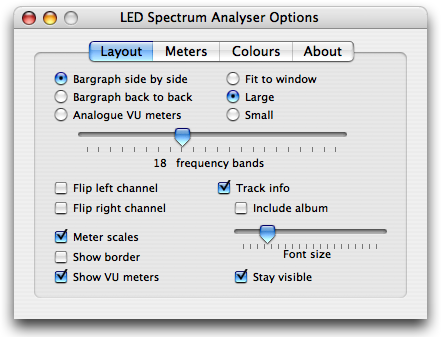 LED Spectrum Analyser Options
Layout Meters Colours About
Bargraph side by side Fit to window
Bargraph back to back Large
Analogue VU meters Small
18 frequency bands
Flip left channel Track info
Flip right channel Include album
Meter scales
Font size
Show border
Show VU meters Stay visible